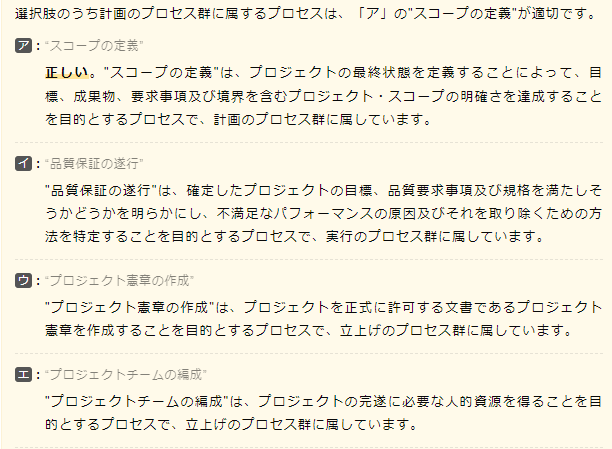 選択肢のうち計画のプロセス群に属するプロセスは、「ア」の"スコープの定義"が適切です。
ア：“スコープの定義”
正しい。"スコープの定義"は、プロジェクトの最終状態を定義することによって、目
標、成果物、要求事項及び境界を含むプロジェクト・スコープの明確さを達成すること
を目的とするプロセスで、計画のプロセス群に属しています。
イ：“品質保証の遂行”
"品質保証の遂行"は、確定したプロジェクトの目標、品質要求事項及び規格を満たしそ
うかどうかを明らかにし、不満足なパフォーマンスの原因及びそれを取り除くための方
法を特定することを目的とするプロセスで、実行のプロセス群に属しています。
ウ：“プロジェクト憲章の作成”
"プロジェクト憲章の作成"は、プロジェクトを正式に許可する文書であるプロジェクト
憲章を作成することを目的とするプロセスで、立上げのプロセス群に属しています。
エ：“プロジェクトチームの編成”
"プロジェクトチームの編成"は、プロジェクトの完遂に必要な人的資源を得ることを目
的とするプロセスで、立上げのプロセス群に属しています。